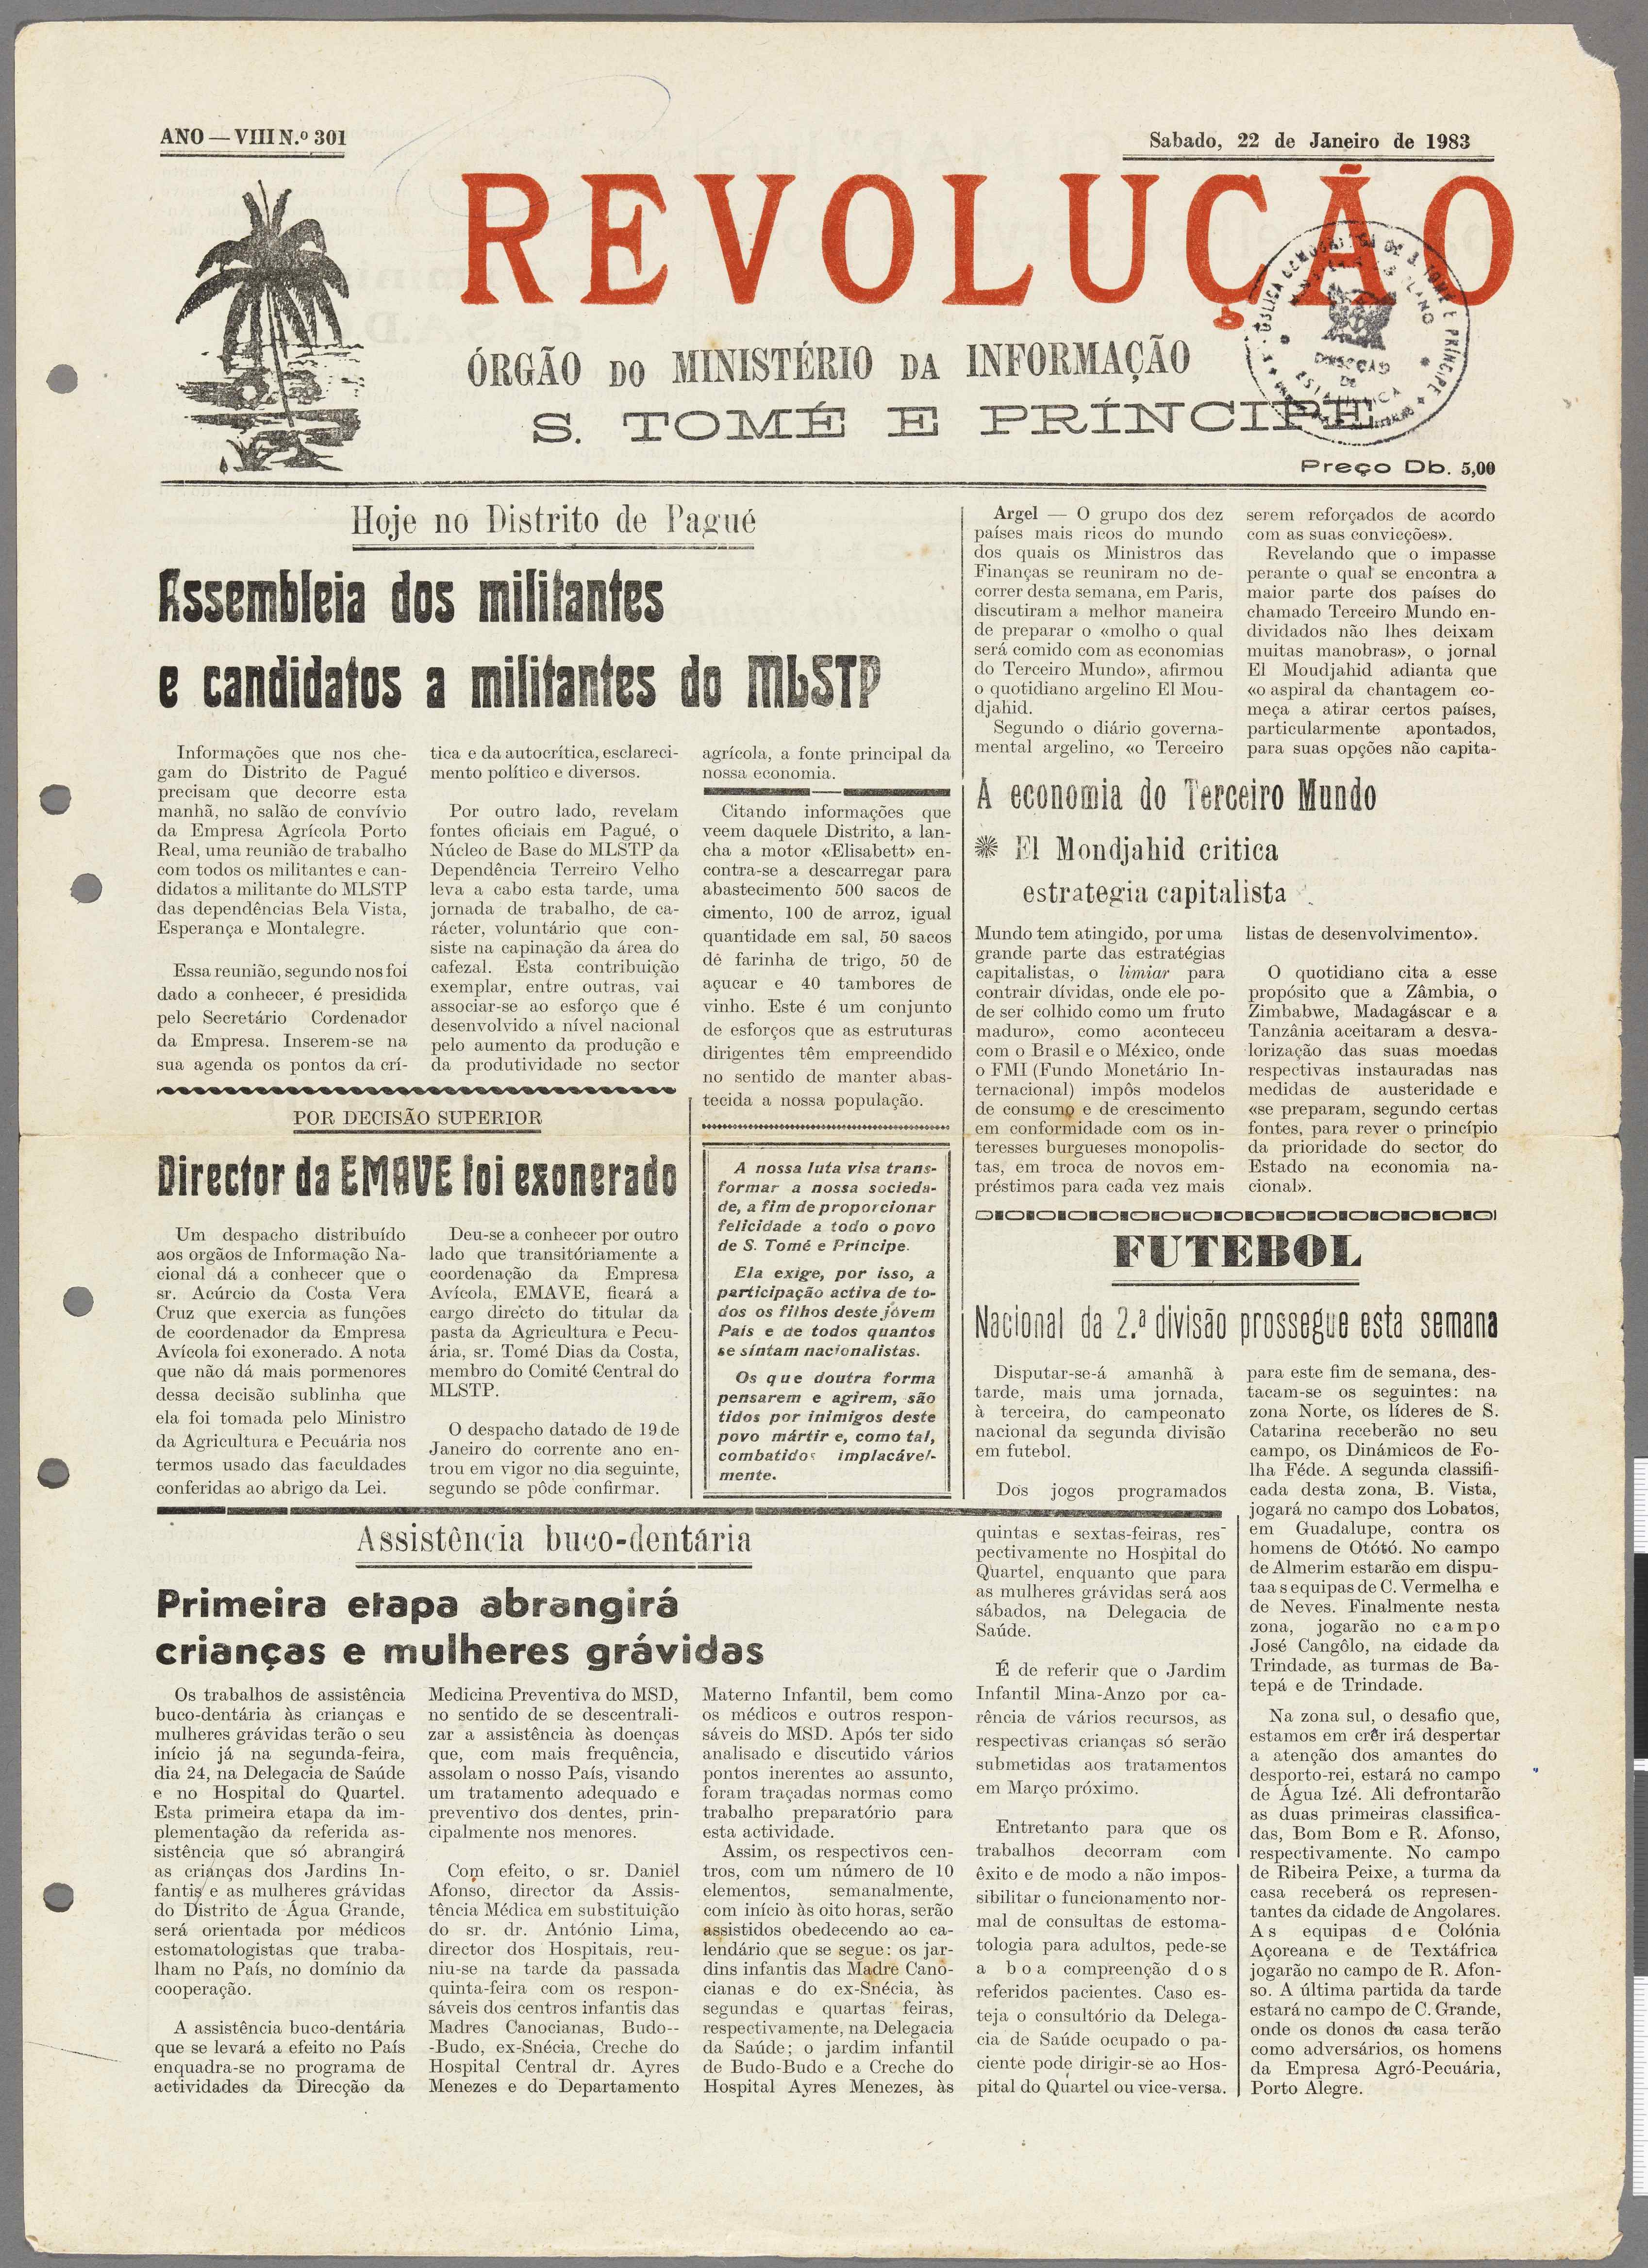 ANO — VIII N.º 301
Sabado, 22 de Janeiro de 1983
REVOLUÇÃO
ÓRGÃO DO MINISTÉRIO DA INFORMAÇÃO
S. TOMÉ E PRÍNCIPE
Preço Db. 5,00
Hoje no Distrito de Pagué
Assembleia dos militantes
e candidatos a militantes do MLSTP
Informações que nos che-
gam do Distrito de Pagué
precisam que decorre esta
manhã, no salão de convívio
da Empresa Agrícola Porto
Real, uma reunião de trabalho
com todos os militantes e can-
didatos a militante do MLSTP
das dependências Bela Vista,
Esperança e Montalegre.
Essa reunião, segundo nos foi
dado a conhecer, é presidida
pelo Secretário Cordenador
da Empresa. Inserem-se na
sua agenda os pontos da crí-
tica e da autocrítica, esclareci-
mento político e diversos.
Por outro lado, revelam
fontes oficiais em Pagué, o
Núcleo de Base do MLSTP da
Dependência Terreiro Velho
leva a cabo esta tarde, uma
jornada de trabalho, de ca-
rácter, voluntário que con-
siste na capinação da área do
cafezal. Esta contribuição
exemplar, entre outras, vai
associar-se ao esforço que é
desenvolvido a nível nacional
pelo aumento da produção e
da produtividade no sector
agrícola, a fonte principal da
nossa economia.
Citando informações que
veem daquele Distrito, a lan-
cha a motor «Elisabett» en-
contra-se a descarregar para
abastecimento 500 sacos de
cimento, 100 de arroz, igual
quantidade em sal, 50 sacos
dé farinha de trigo, 50 de
açucar e 40 tambores de
vinho. Este é um conjunto
de esforços que as estruturas
dirigentes têm empreendido
no sentido de manter abas-
tecida a nossa população.
Argel — O grupo dos dez
países mais ricos do mundo
dos quais os Ministros das
Finanças se reuniram no de-
correr desta semana, em Paris,
discutiram a melhor maneira
de preparar o «molho o qual
será comido com as economias
do Terceiro Mundo», afirmou
o quotidiano argelino El Mou-
djahid.
Segundo o diário governa-
mental argelino, «o Terceiro
serem reforçados de acordo
com as suas convicções».
Revelando que o impasse
perante o qual se encontra a
maior parte dos países do
chamado Terceiro Mundo en-
dividados não lhes deixam
muitas manobras», o jornal
El Moudjahid adianta que
«o aspiral da chantagem co-
meça a atirar certos países,
particularmente apontados,
para suas opções não capita-
A economia do Terceiro Mundo
El Mondjahid critica
estrategia capitalista
Mundo tem atingido, por uma
grande parte das estratégias
capitalistas, o limiar para
contrair dívidas, onde ele po-
de ser colhido como um fruto
maduro», como aconteceu
com o Brasil e o México, onde
o FMI (Fundo Monetário In-
ternacional) impôs modelos
de consumo e de crescimento
em conformidade com os in-
teresses burgueses monopolis-
tas, em troca de novos em-
préstimos para cada vez mais
listas de desenvolvimento».
O quotidiano cita a esse
propósito que a Zâmbia, o
Zimbabwe, Madagáscar e a
Tanzânia aceitaram a desva-
lorização das suas moedas
respectivas instauradas nas
medidas de austeridade e
«se preparam, segundo certas
fontes, para rever o princípio
da prioridade do sector do
Estado na economia na-
cional».
POR DECISÃO SUPERIOR
Director da EMAVE foi exonerado
Um despacho distribuído
aos orgãos de Informação Na-
cional dá a conhecer que o
sr. Acúrcio da Costa Vera
Cruz que exercia as funções
de coordenador da Empresa
Avícola foi exonerado. A nota
que não dá mais pormenores
dessa decisão sublinha que
ela foi tomada pelo Ministro
da Agricultura e Pecuária nos
termos usado das faculdades
conferidas ao abrigo da Lei.
Deu-se a conhecer por outro
lado que transitóriamente a
coordenação da Empresa
Avícola, EMAVE, ficará a
cargo directo do titular da
pasta da Agricultura e Pecu-
ária, sr. Tomé Dias da Costa,
membro do Comité Central do
MLSTP.
O despacho datado de 19 de
Janeiro do corrente ano en-
trou em vigor no dia seguinte,
segundo se pôde confirmar.
A nossa luta visa trans-
formar a nossa socieda-
de, a fim de proporcionar
felicidade a todo o povo
de S. Tomé e Príncipe.
Ela exige, por isso, a
participação activa de to-
dos os filhos deste jóvem
País e de todos quantos
se síntam nacionalistas.
Os que doutra forma
pensarem e agirem, são
tidos por inimigos deste
povo mártir e, como tal,
combatidos implacável-
mente.
FUTEBOL
Nacional da 2.ª divisão prossegue esta semana
Disputar-se-á amanhã à
tarde, mais uma jornada,
à terceira, do campeonato
nacional da segunda divisão
em futebol.
Dos jogos programados
para este fim de semana, des-
tacam-se os seguintes: na
zona Norte, os líderes de S.
Catarina receberão no seu
campo, os Dinámicos de Fo-
lha Féde. A segunda classifi-
cada desta zona, B. Vista,
jogará no campo dos Lobatos,
em Guadalupe, contra os
homens de Otótó. No campo
de Almerim estarão em dispu-
taa s equipas de C. Vermelha e
de Neves. Finalmente nesta
zona, jogarão no campo
José Cangôlo, na cidade da
Trindade, as turmas de Ba-
tepá e de Trindade.
Na zona sul, o desafio que,
estamos em crêr irá despertar
a atenção dos amantes do
desporto-rei, estará no campo
de Água Izé. Ali defrontarão
as duas primeiras classifica-
das, Bom Bom e R. Afonso,
respectivamente. No campo
de Ribeira Peixe, a turma da
casa receberá os represen-
tantes da cidade de Angolares.
As equipas de Colónia
Açoreana e de Textáfrica
jogarão no campo de R. Afon-
so. A última partida da tarde
estará no campo de C. Grande,
onde os donos da casa terão
como adversários, os homens
da Empresa Agró-Pecuária,
Porto Alegre.
Assistência buco-dentária
Primeira etapa abrangirá
crianças e mulheres grávidas
Os trabalhos de assistência
buco-dentária às crianças e
mulheres grávidas terão o seu
início já na segunda-feira,
dia 24, na Delegacia de Saúde
e no Hospital do Quartel.
Esta primeira etapa da im-
plementação da referida as-
sistência que só abrangirá
as crianças dos Jardins In-
fantis e as mulheres grávidas
do Distrito de Água Grande,
será orientada por médicos
estomatologistas que traba-
lham no País, no domínio da
cooperação.
A assistência buco-dentária
que se levará a efeito no País
enquadra-se no programa de
actividades da Direcção da
Medicina Preventiva do MSD,
no sentido de se descentrali-
zar a assistência às doenças
que, com mais frequência,
assolam o nosso País, visando
um tratamento adequado e
preventivo dos dentes, prin-
cipalmente nos menores.
Com efeito, o sr. Daniel
Afonso, director da Assis-
tência Médica em substituição
do sr. dr. António Lima,
director dos Hospitais, reu-
niu-se na tarde da passada
quinta-feira com os respon-
sáveis dos centros infantis das
Madres Canocianas, Budo--
-Budo, ex-Snécia, Creche do
Hospital Central dr. Ayres
Menezes e do Departamento
Materno Infantil, bem como
os médicos e outros respon-
sáveis do MSD. Após ter sido
analisado e discutido vários
pontos inerentes ao assunto,
foram traçadas normas como
trabalho preparatório para
esta actividade.
Assim, os respectivos cen-
tros, com um número de 10
elementos, semanalmente,
com início às oito horas, serão
assistidos obedecendo ao ca-
lendário que se segue: os jar-
dins infantis das Madre Cano-
cianas e do ex-Snécia, às
segundas e quartas feiras,
respectivamente, na Delegacia
da Saúde; o jardim infantil
de Budo-Budo e a Creche do
Hospital Ayres Menezes, às
quintas e sextas-feiras, res-
pectivamente no Hospital do
Quartel, enquanto que para
as mulheres grávidas será aos
sábados, na Delegacia de
Saúde.
É de referir que o Jardim
Infantil Mina-Anzo por ca-
rência de vários recursos, as
respectivas crianças só serão
submetidas aos tratamentos
em Março próximo.
Entretanto para que os
trabalhos decorram com
êxito e de modo a não impos-
sibilitar o funcionamento nor-
mal de consultas de estoma-
tologia para adultos, pede-se
a boa compreenção dos
referidos pacientes. Caso es-
teja o consultório da Delega-
cia de Saúde ocupado o pa-
ciente pode dirigir-se ao Hos-
pital do Quartel ou vice-versa.